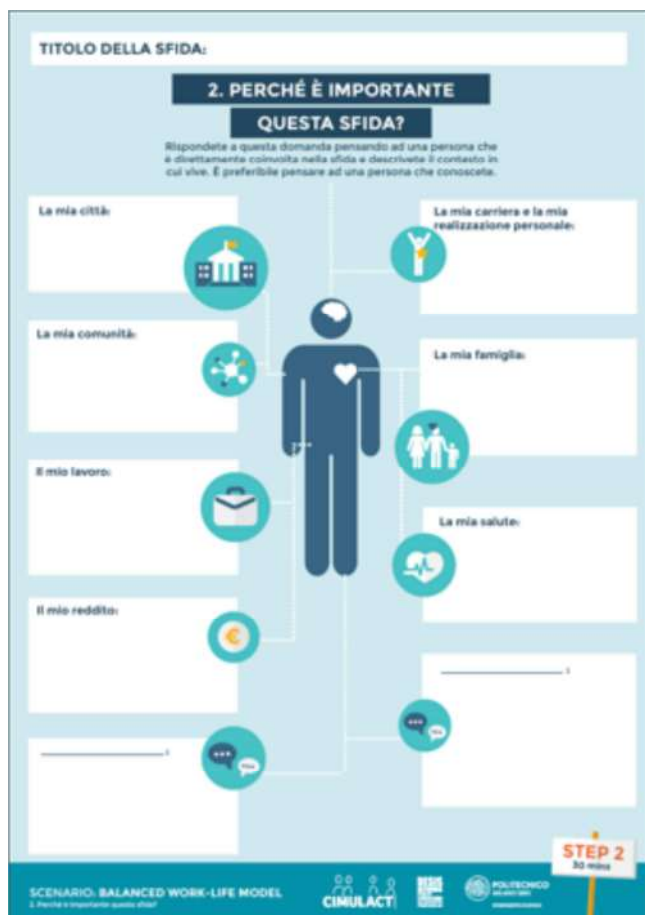 TITOLO DELLA SFIDA:
2. PERCHÉ È IMPORTANTE
QUESTA SFIDA?
Rispondete a questa domanda pensando ad una persona che
è direttamente coinvolta nella sfida e descrivete il contesto in
cui vive. È preferibile pensare ad una persona che conoscete.
La mia città:
La mia carriera e la mia
realizzazione personale:
La mia comunità:
La mia famiglia:
Il mio lavoro:
La mia salute:
Il mio reddito:
STEP 2
30 mins
SCENARIO: BALANCED WORK-LIFE MODEL
2. Perché è importante questa sfida?
CIMULACT
POLITECNICO